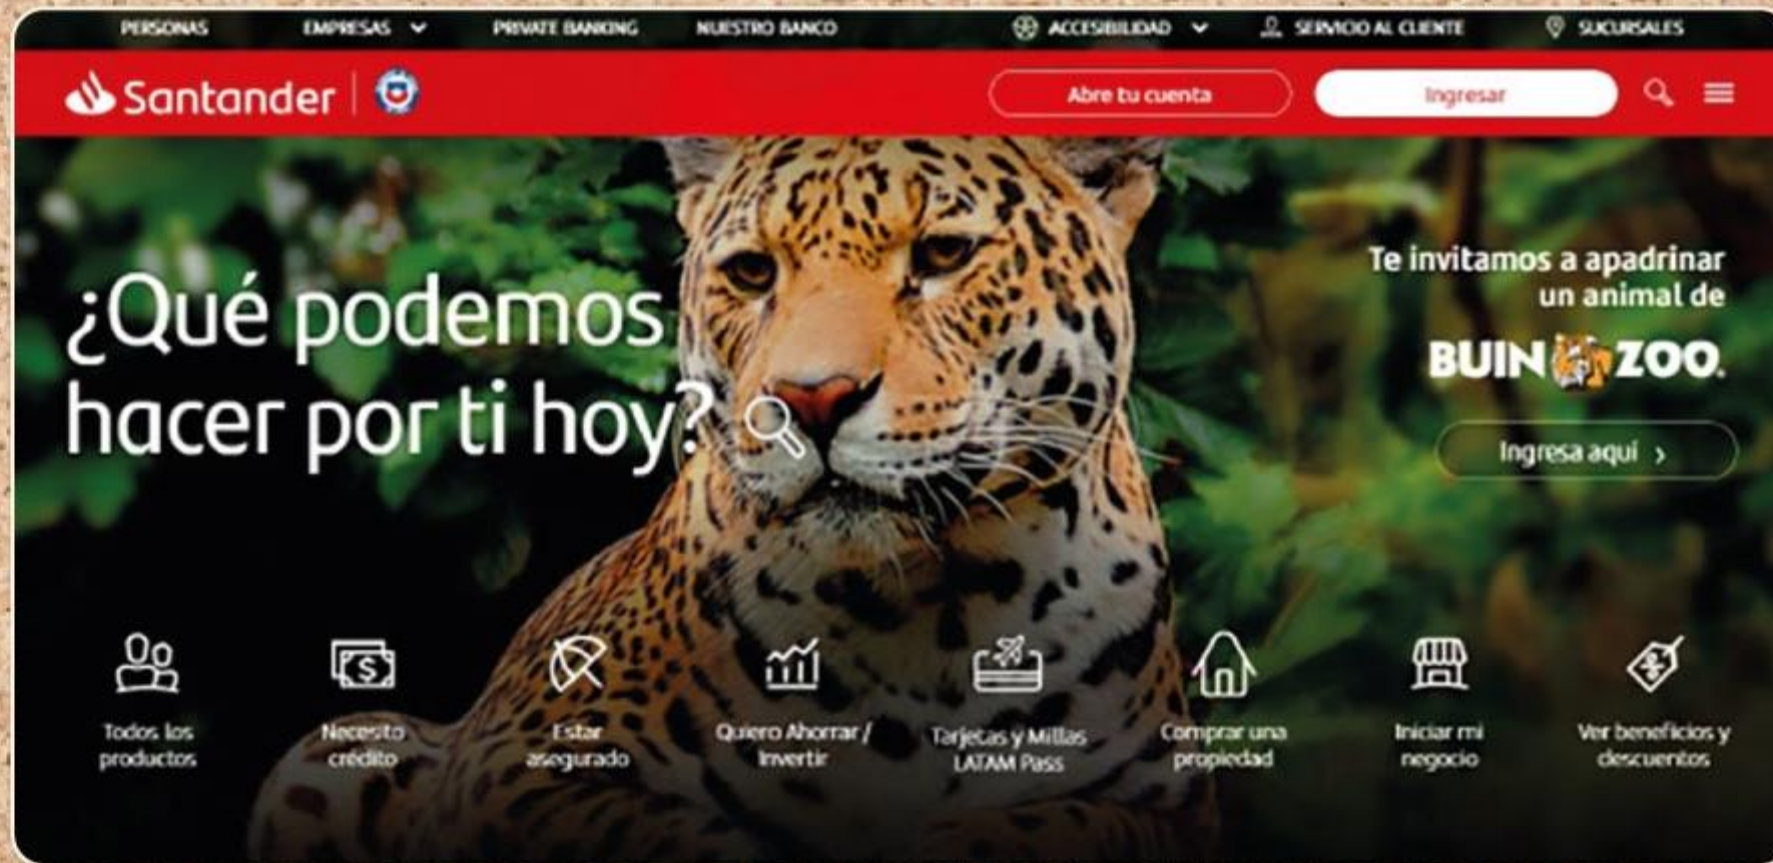 PERSONAS EMPRESAS PRIVATE BANKING NUESTRO BANCO ACCESIBILIDAD SERVICIO AL CLIENTE SUCURSALES
Santander Abre tu cuenta Ingresar
¿Qué podemos
hacer por ti hoy?
Te invitamos a apadrinar
un animal de
BUIN ZOO
Ingresa aquí
Todos los
productos
Necesito
crédito
Estar
asegurado
Quiero Ahorrar /
Invertir
Tarjetas y Millas
LATAM Pass
Comprar una
propiedad
Iniciar mi
negocio
Ver beneficios y
descuentos